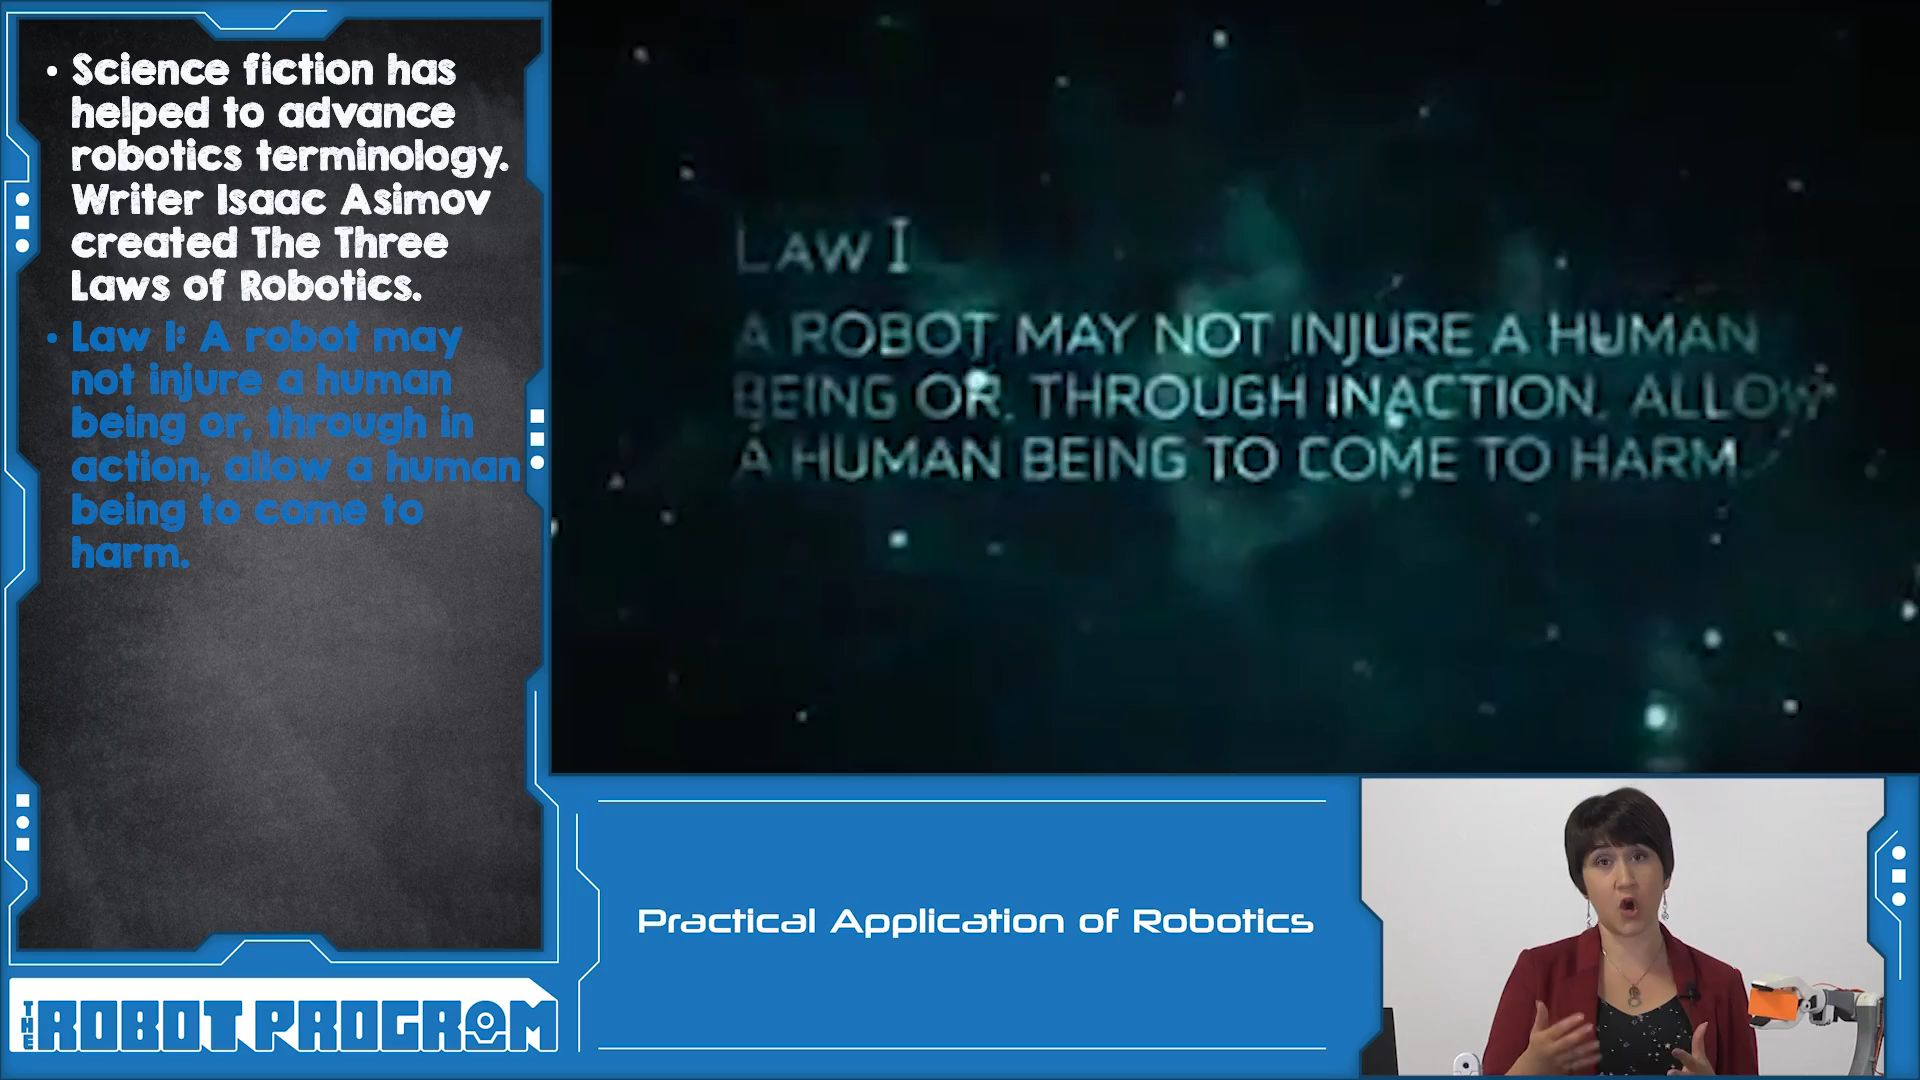 • Science fiction has
helped to advance
robotics terminology.
Writer Isaac Asimov
created The Three
Laws of Robotics.
• Law I: A robot may
not injure a human
being or, through in
action, allow a human
being to come to
harm.
LAW I
A ROBOT MAY NOT INJURE A HUMAN
BEING OR, THROUGH INACTION, ALLOW
A HUMAN BEING TO COME TO HARM
Practical Application of Robotics
THE ROBOT PROGRAM